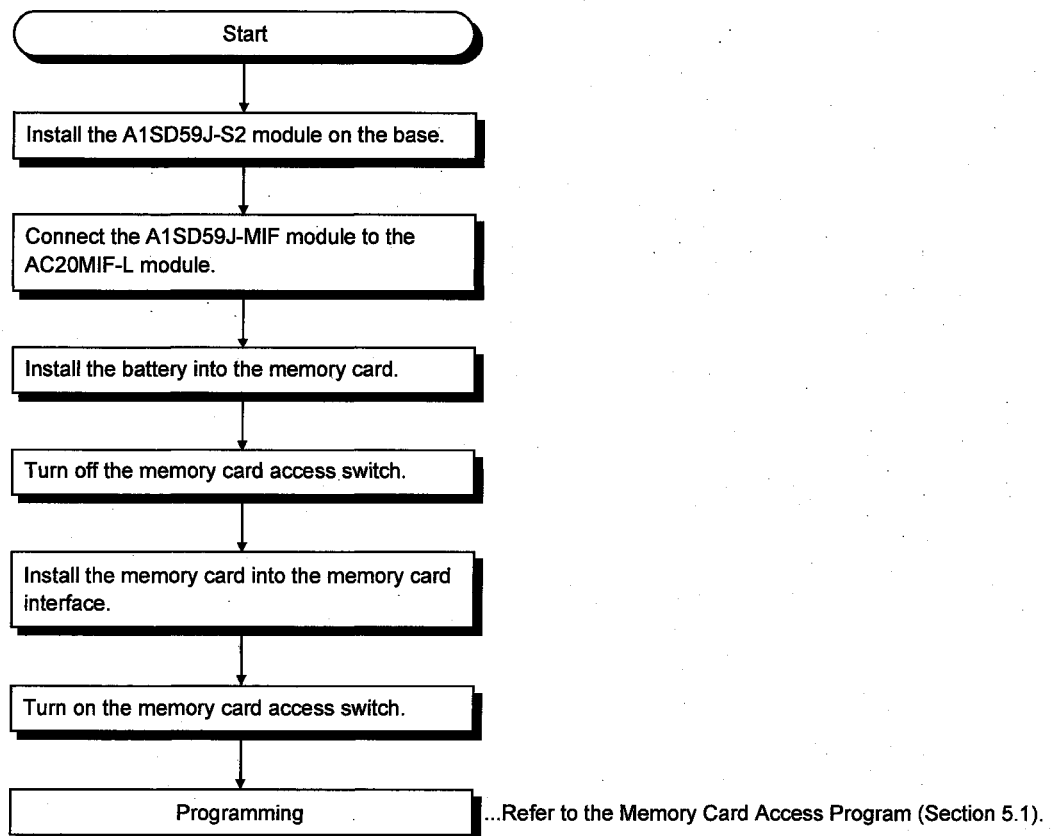 Start
Install the A1SD59J-S2 module on the base.
Connect the A1SD59J-MIF module to the
AC20MIF-L module.
Install the battery into the memory card.
Turn off the memory card access switch.
Install the memory card into the memory card
interface.
Turn on the memory card access switch.
Programming
...Refer to the Memory Card Access Program (Section 5.1).